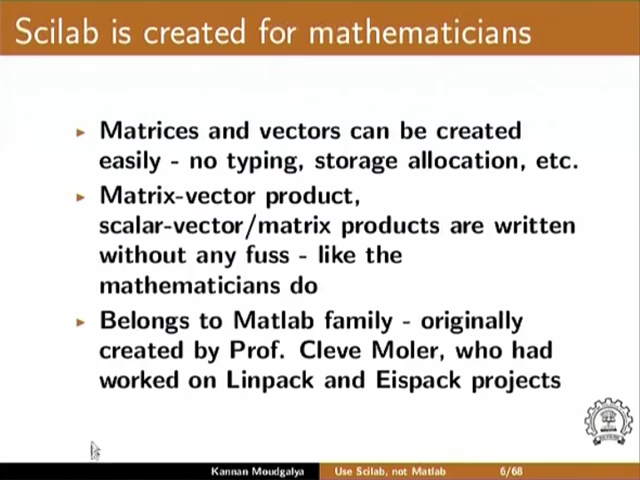 Scilab is created for mathematicians
Matrices and vectors can be created
easily - no typing, storage allocation, etc.
Matrix-vector product,
scalar-vector/matrix products are written
without any fuss - like the
mathematicians do
Belongs to Matlab family - originally
created by Prof. Cleve Moler, who had
worked on Linpack and Eispack projects
Kannan Moudgalya Use Scilab, not Matlab 6/68